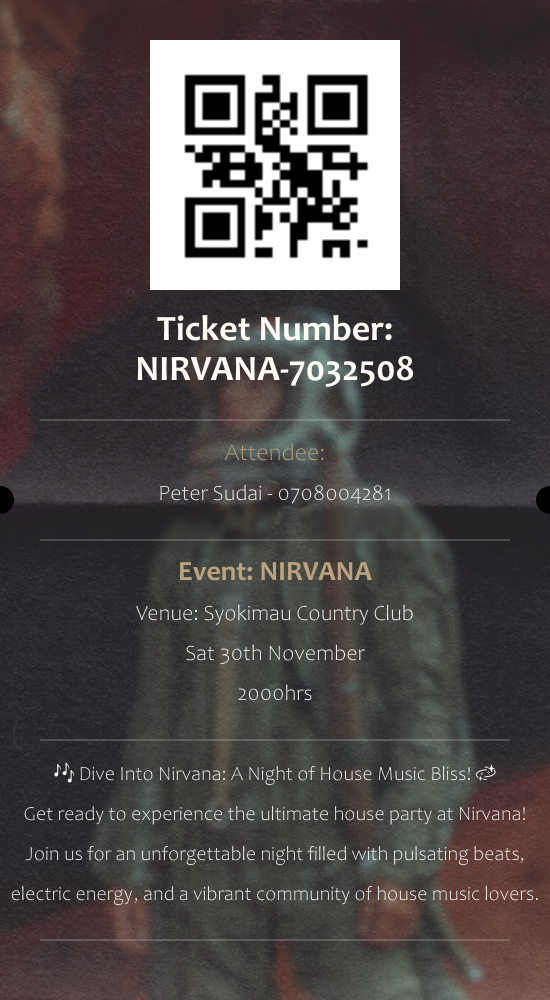 Ticket Number:
NIRVANA-7032508
Attendee:
Peter Sudai - 0708004281
Event: NIRVANA
Venue: Syokimau Country Club
Sat 30th November
2000hrs
🎶 Dive Into Nirvana: A Night of House Music Bliss! 💫
Get ready to experience the ultimate house party at Nirvana!
Join us for an unforgettable night filled with pulsating beats,
electric energy, and a vibrant community of house music lovers.